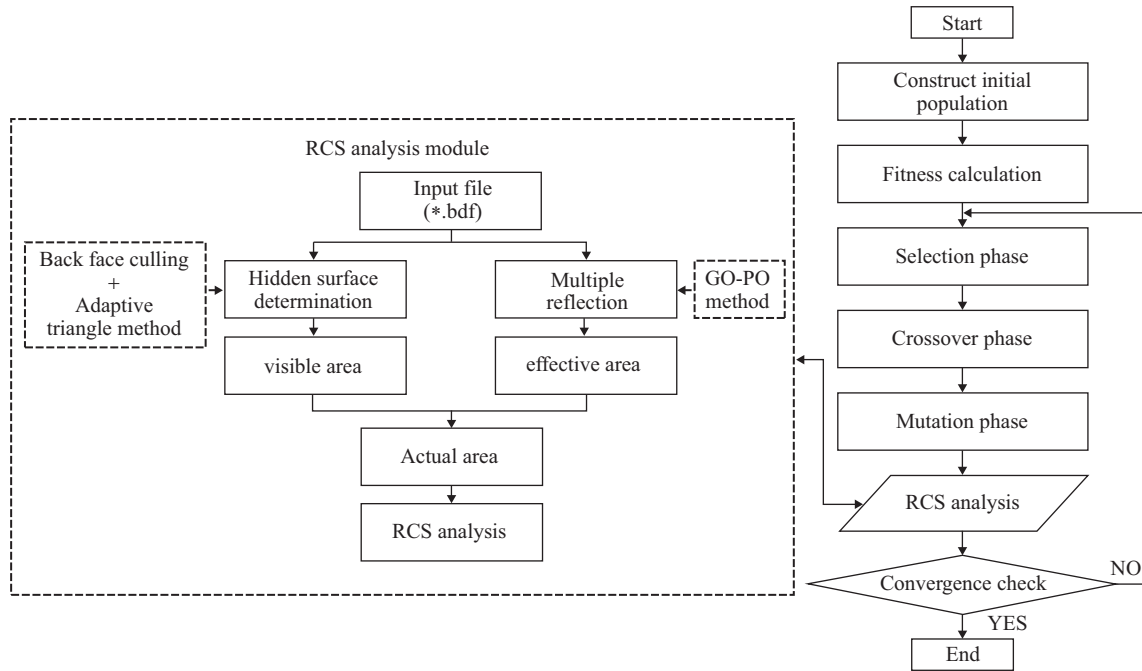 Start
Construct initial
population
Fitness calculation
Selection phase
Crossover phase
Mutation phase
RCS analysis
Convergence check
NO
YES
End
RCS analysis module
Input file
(*.bdf)
Back face culling
+
Adaptive
triangle method
Hidden surface
determination
Multiple
reflection
GO-PO
method
visible area
effective area
Actual area
RCS analysis